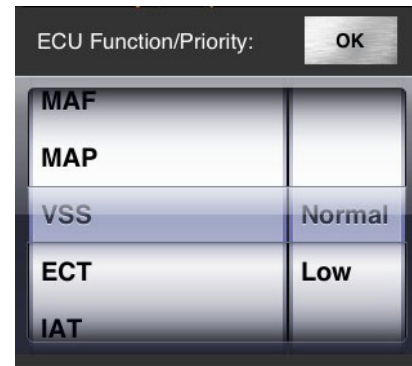 ECU Function/Priority: OK
MAF
MAP
VSS Normal
ECT Low
IAT